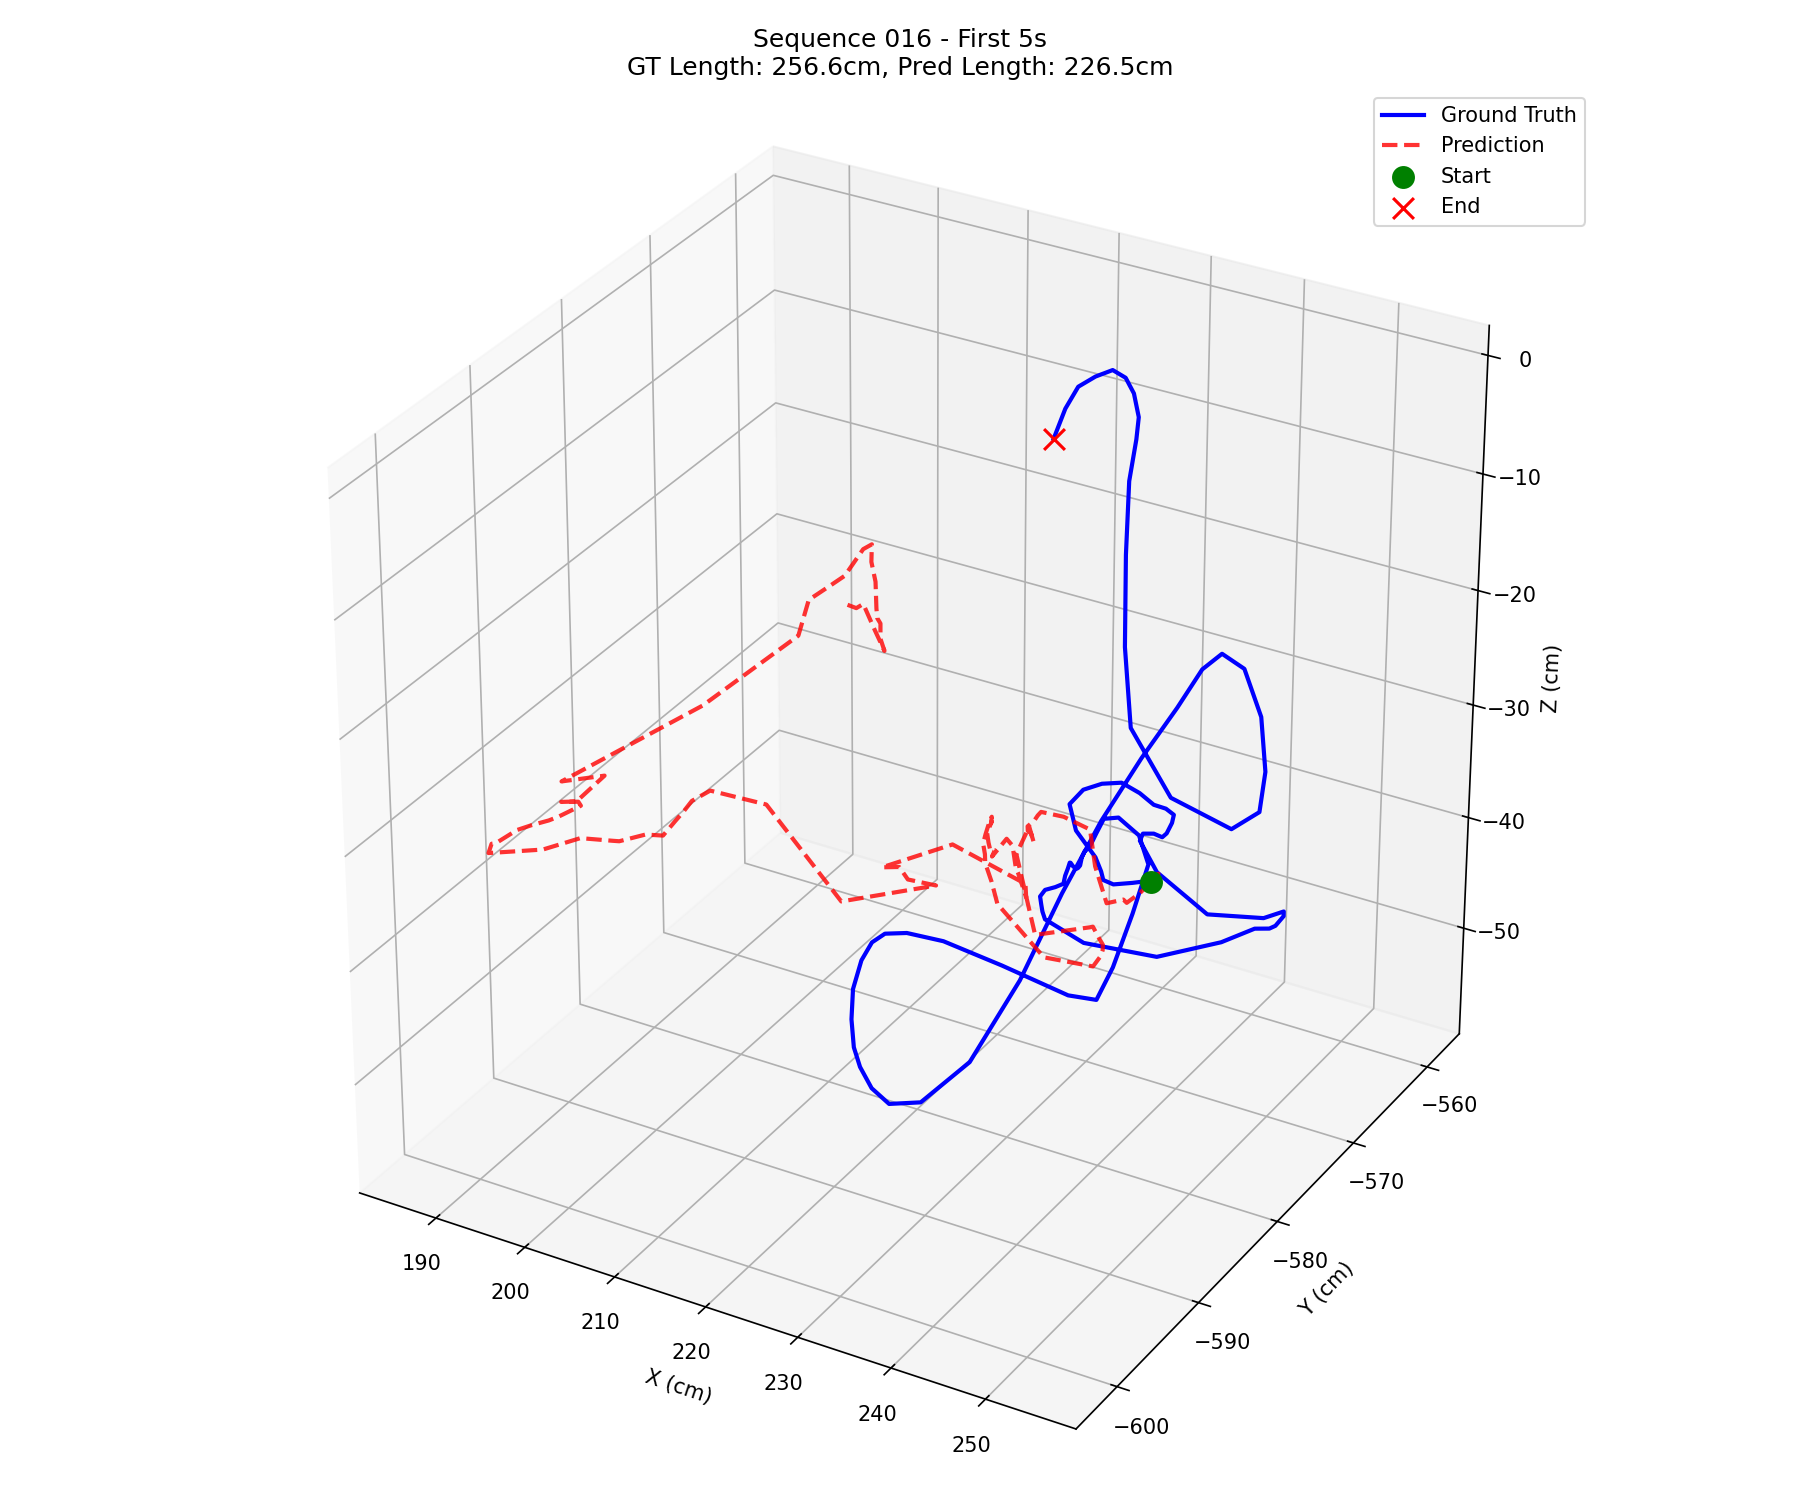 Sequence 016 - First 5s
GT Length: 256.6cm, Pred Length: 226.5cm
Ground Truth
Prediction
Start
End
0
−10
−20
−30
−40
−50
Z (cm)
−560
−570
−580
−590
−600
Y (cm)
190
200
210
220
230
240
250
X (cm)